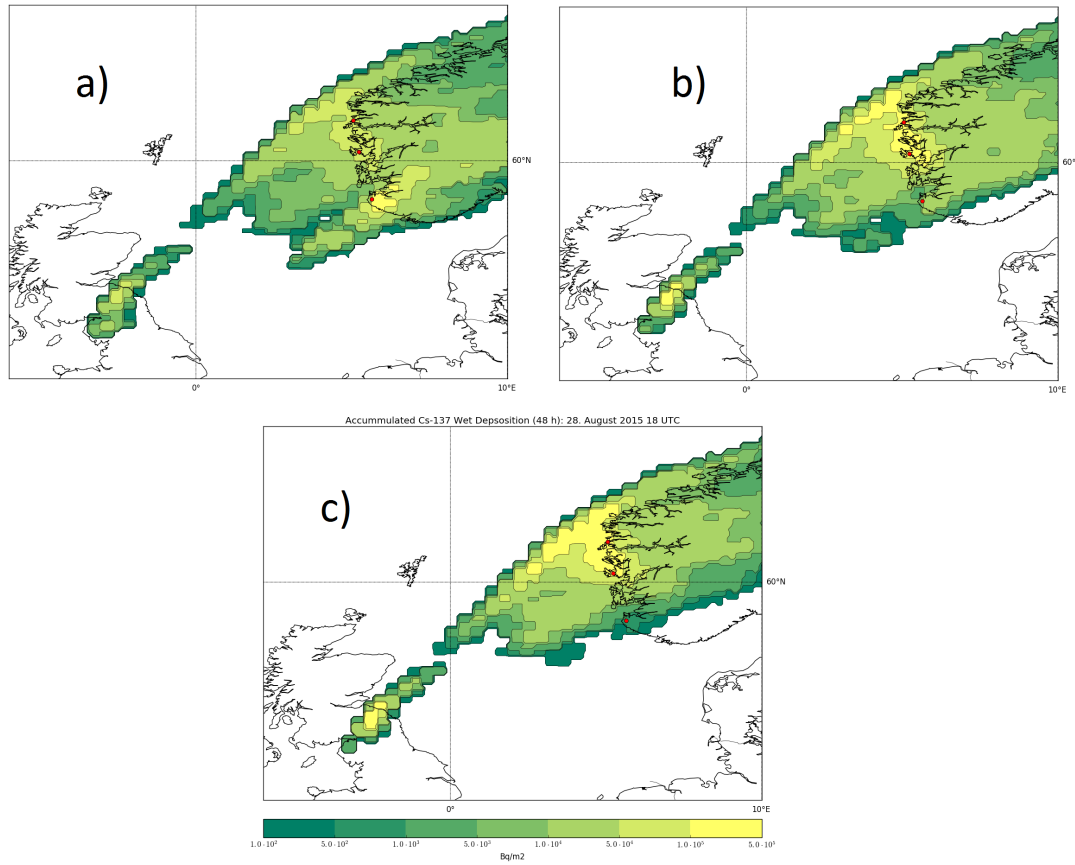 a)
b)
60°N
60°
0°
10°E
0°
10°E
Accummulated Cs-137 Wet Depsosition (48 h): 28. August 2015 18 UTC
c)
60°N
0°
10°E
1.0·10² 5.0·10² 1.0·10³ 5.0·10³ 1.0·10⁴ 5.0·10⁴ 1.0·10⁵ 5.0·10⁵
Bq/m2